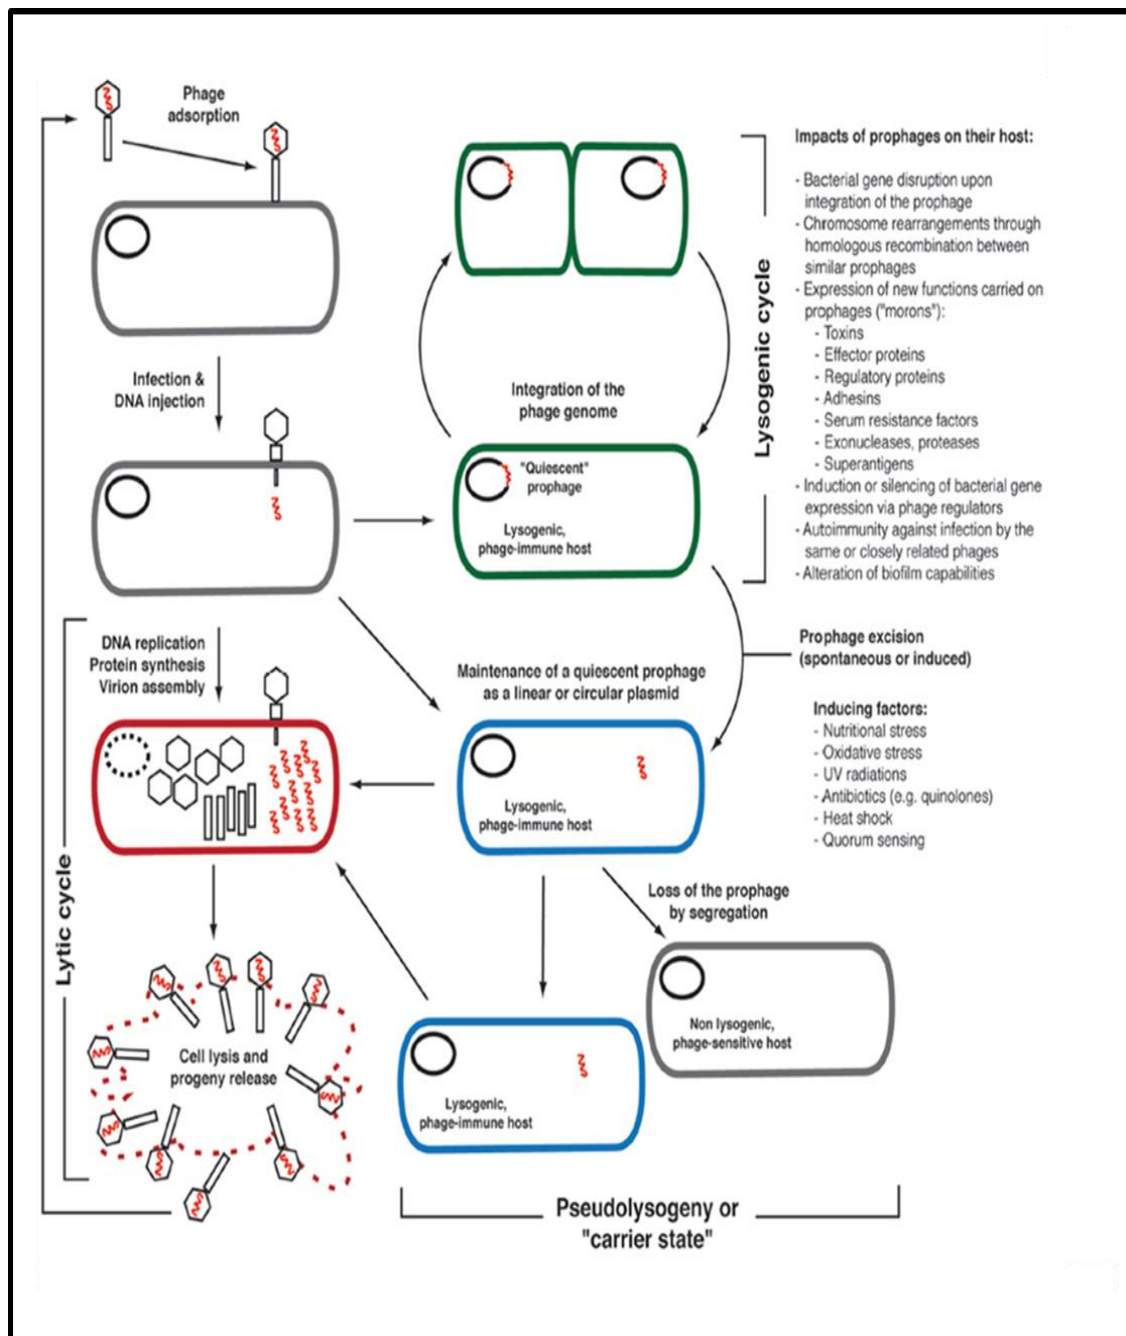 Phage
adsorption
Infection &
DNA injection
Integration of the
phage genome
"Quiescent"
prophage
Lysogenic,
phage-immune host
Lysogenic cycle
Impacts of prophages on their host:
- Bacterial gene disruption upon
integration of the prophage
- Chromosome rearrangements through
homologous recombination between
similar prophages
- Expression of new functions carried on
prophages ("morons"):
- Toxins
- Effector proteins
- Regulatory proteins
- Adhesins
- Serum resistance factors
- Exonucleases, proteases
- Superantigens
- Induction or silencing of bacterial gene
expression via phage regulators
- Autoimmunity against infection by the
same or closely related phages
- Alteration of biofilm capabilities
Prophage excision
(spontaneous or induced)
Inducing factors:
- Nutritional stress
- Oxidative stress
- UV radiations
- Antibiotics (e.g. quinolones)
- Heat shock
- Quorum sensing
DNA replication
Protein synthesis
Virion assembly
Maintenance of a quiescent prophage
as a linear or circular plasmid
Lysogenic,
phage-immune host
Lytic cycle
Loss of the prophage
by segregation
Non lysogenic,
phage-sensitive host
Cell lysis and
progeny release
Lysogenic,
phage-immune host
Pseudolysogeny or
"carrier state"